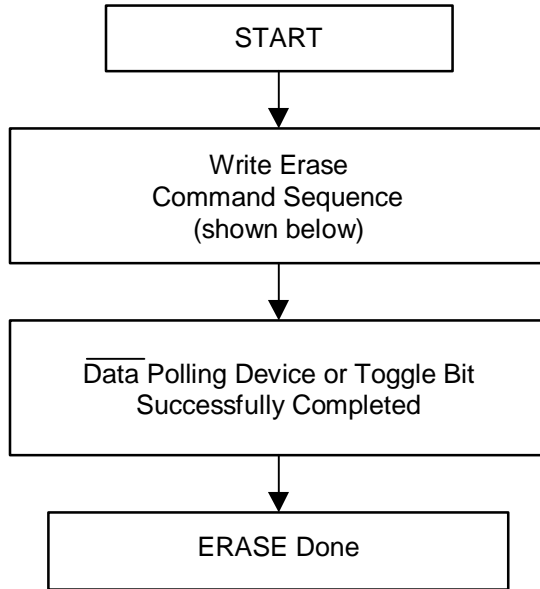 START
Write Erase
Command Sequence
(shown below)
Data Polling Device or Toggle Bit
Successfully Completed
ERASE Done